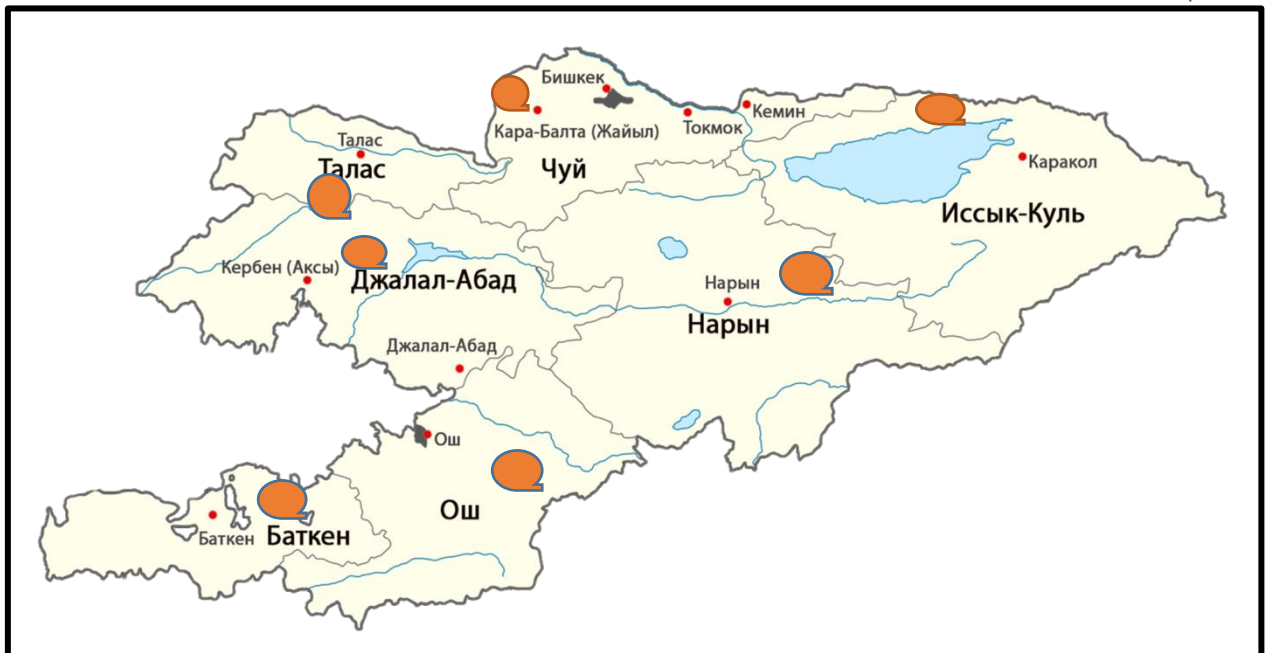 Бишкек
Кемин
Кара-Балта (Жайыл)
Токмок
Талас
Талас
Чуй
Каракол
Иссык-Куль
Кербен (Аксы)
Джалал-Абад
Нарын
Нарын
Джалал-Абад
Ош
Ош
Баткен
Баткен